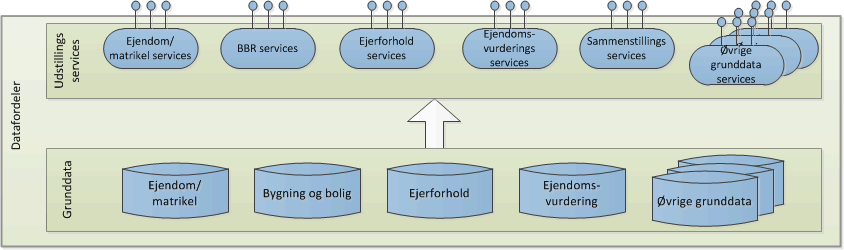 Datafordeler
Udstillings
services
Ejendom/
matrikel services
BBR services
Ejerforhold
services
Ejendoms-
vurderings
services
Sammenstillings
services
Øvrige
grunddata
services
Grunddata
Ejendom/
matrikel
Bygning og bolig
Ejerforhold
Ejendoms-
vurdering
Øvrige grunddata